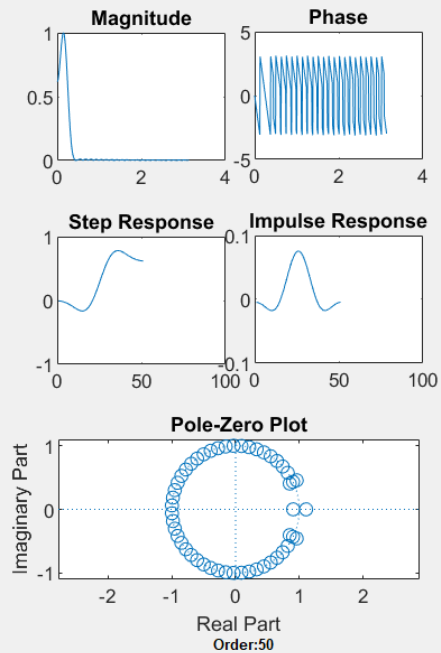 Magnitude
Phase
1
0.5
0
0 2 4
5
0
-5
0 2 4
Step Response
Impulse Response
1
0
-1
0 50 100
0.1
0
-0.1
0 50 100
Pole-Zero Plot
Imaginary Part
1
0
-1
-2 -1 0 1 2
Real Part
Order:50